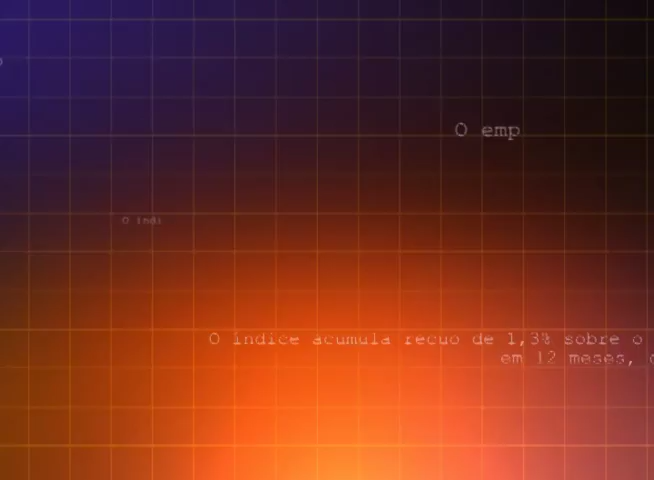 O emp
O índi
O índice acumula recuo de 1,3% sobre o
em 12 meses,